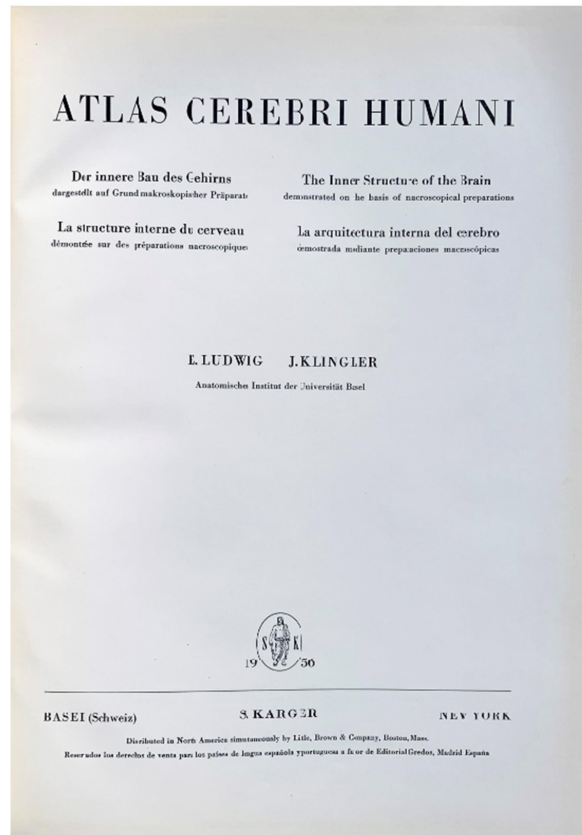 ATLAS CEREBRI HUMANI
Der innere Bau des Gehirns
dargestellt auf Grund makroskopischer Präparate
The Inner Structure of the Brain
demonstrated on the basis of macroscopical preparations
La structure interne du cerveau
démontrée sur des préparations macroscopiques
La arquitectura interna del cerebro
demostrada mediante preparaciones macroscópicas
E. LUDWIG J. KLINGLER
Anatomisches Institut der Universität Basel
S K
19 56
BASEL (Schweiz) S. KARGER NEW YORK
Distributed in North America simultaneously by Little, Brown & Company, Boston, Mass.
Reservados los derechos de venta para los países de lengua española y portuguesa a favor de Editorial Gredos, Madrid España